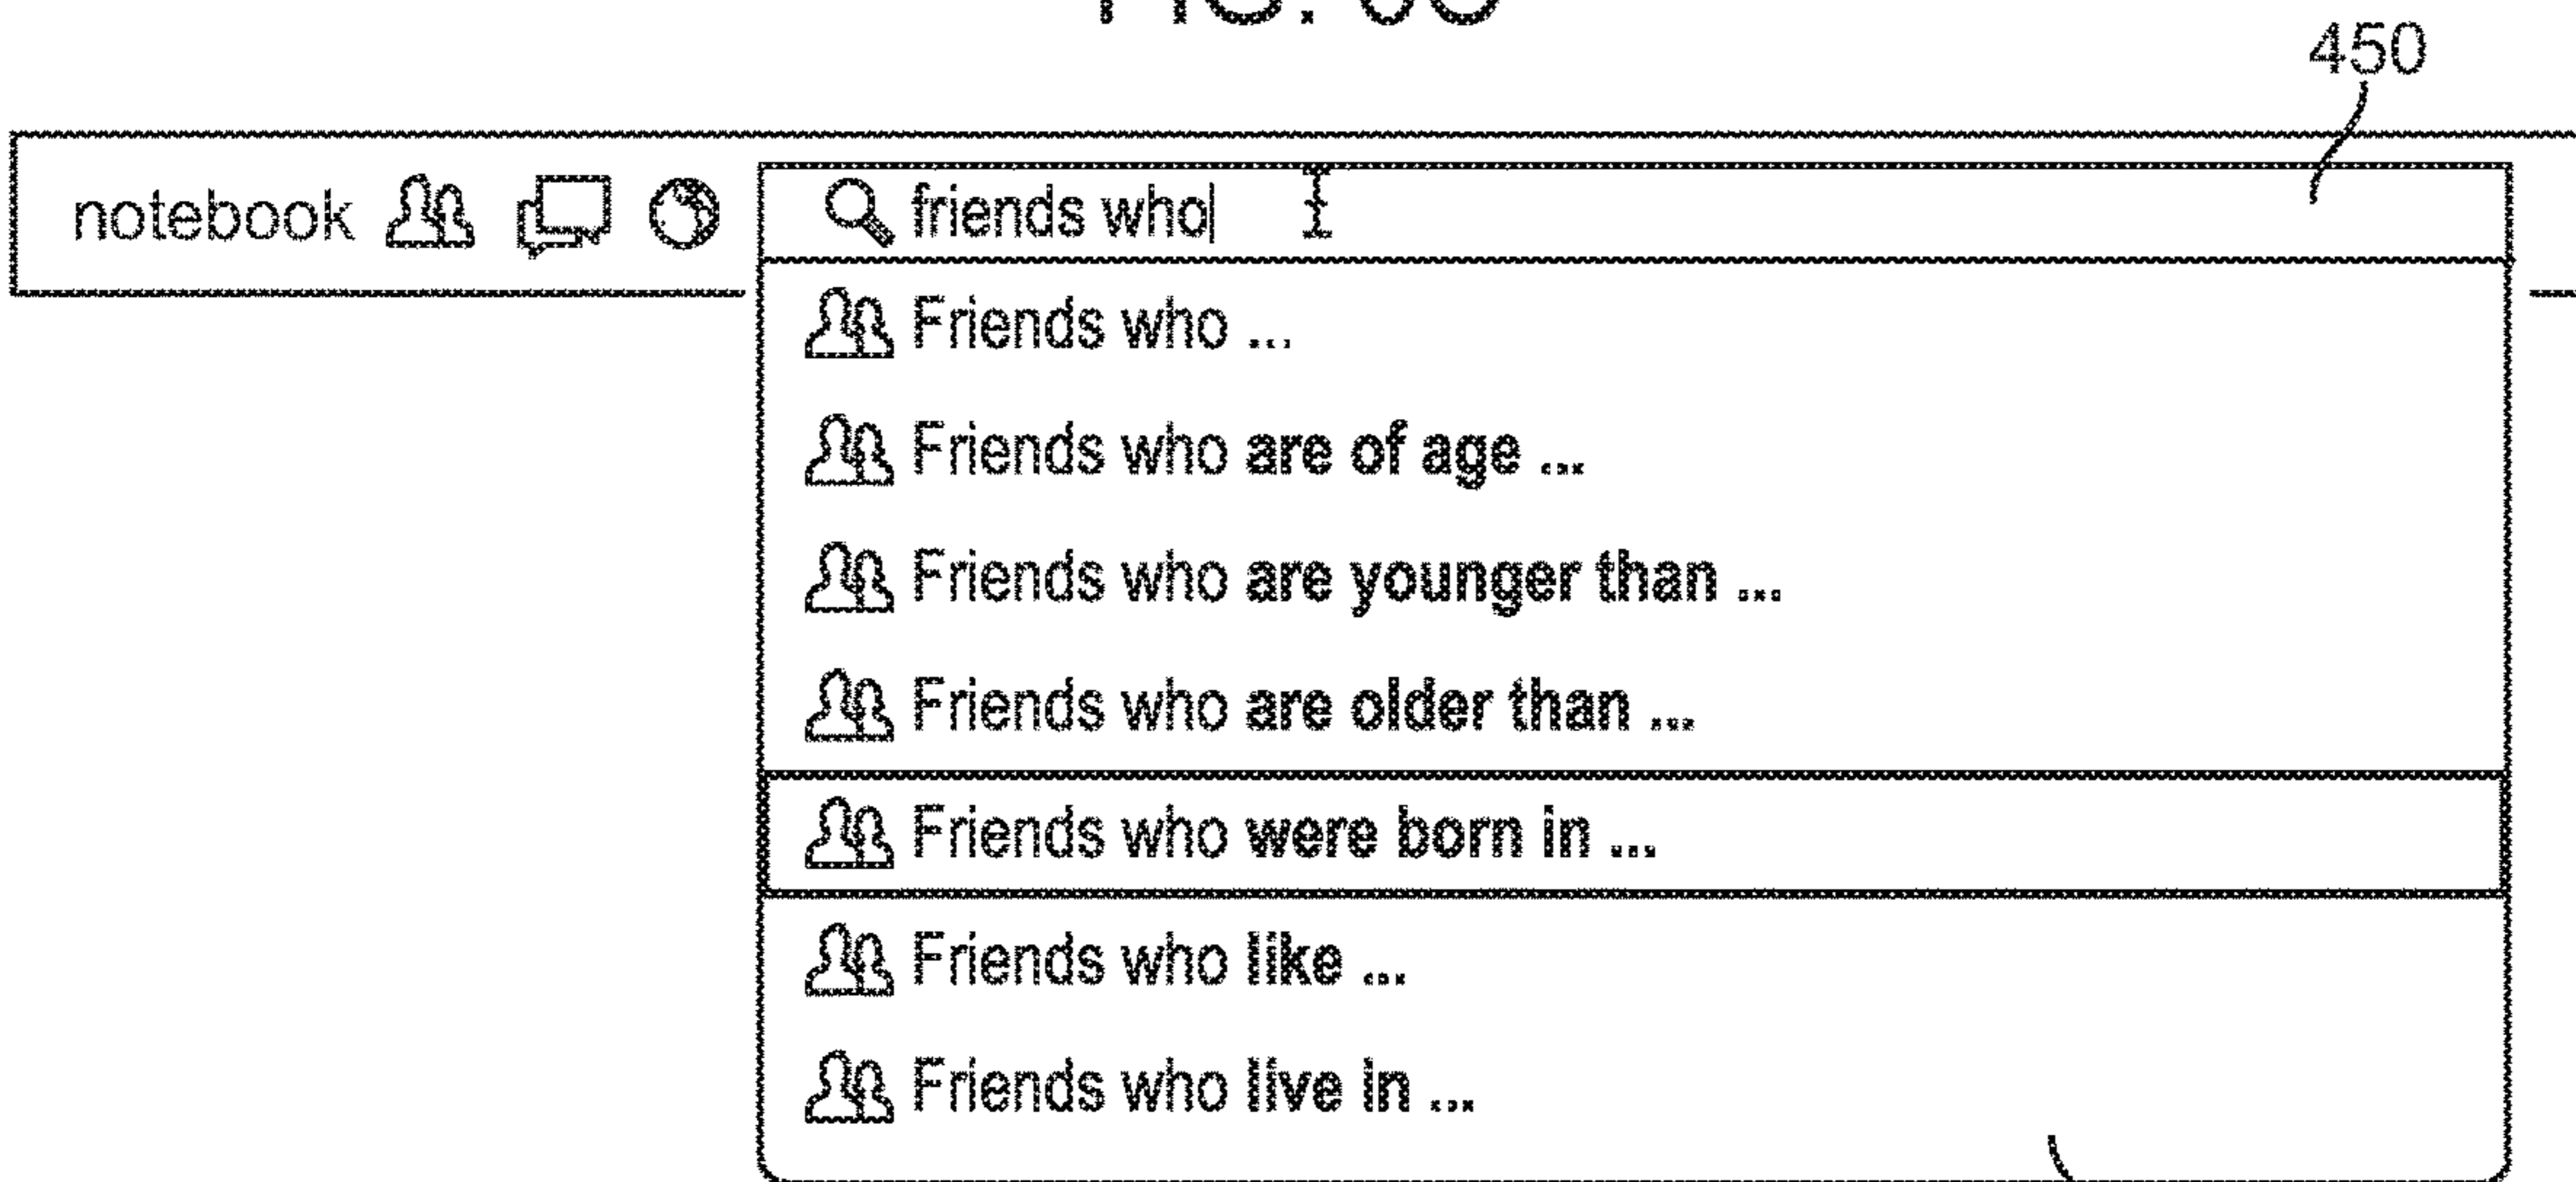 450
notebook friends who
Friends who ...
Friends who are of age ...
Friends who are younger than ...
Friends who are older than ...
Friends who were born in ...
Friends who like ...
Friends who live in ...